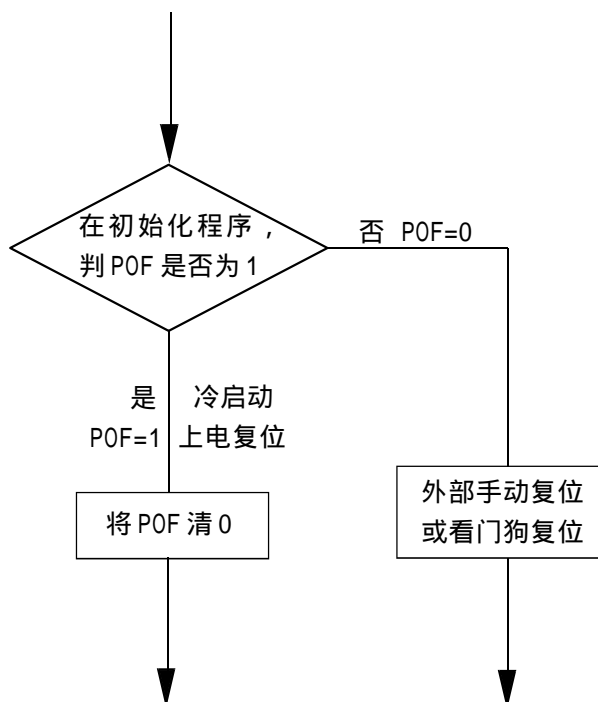 在初始化程序，
判POF是否为1
否 POF=0
是 冷启动
POF=1 上电复位
将POF清0
外部手动复位
或看门狗复位